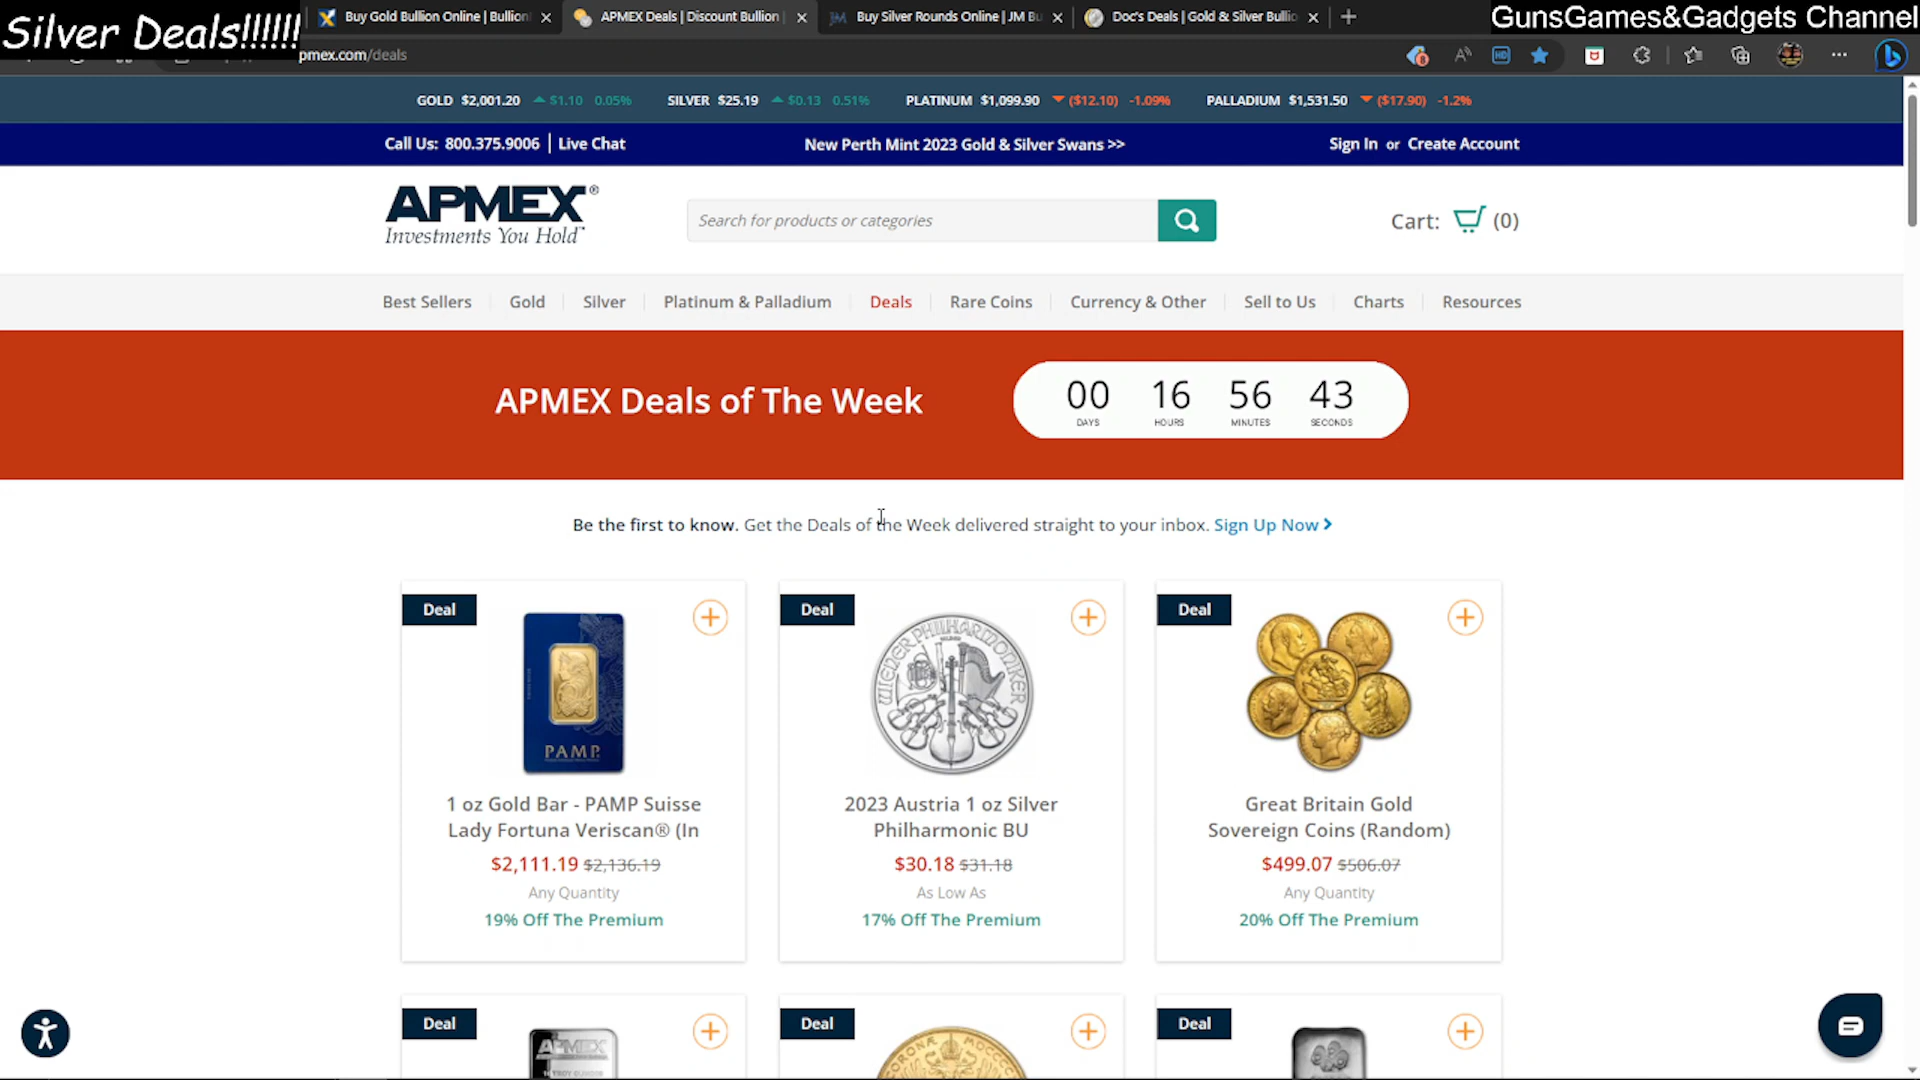 Silver Deals!!!!!!
Buy Gold Bullion Online | Bullion
APMEX Deals | Discount Bullion |
JM Buy Silver Rounds Online | JM Bu
Doc's Deals | Gold & Silver Bullio
GunsGames&Gadgets Channel
pmex.com/deals
GOLD $2,001.20 $1.10 0.05% SILVER $25.19 $0.13 0.51% PLATINUM $1,099.90 ($12.10) -1.09% PALLADIUM $1,531.50 ($17.90) -1.2%
Call Us: 800.375.9006 | Live Chat
New Perth Mint 2023 Gold & Silver Swans >>
Sign In or Create Account
APMEX®
Investments You Hold™
Search for products or categories
Cart: (0)
Best Sellers Gold Silver Platinum & Palladium Deals Rare Coins Currency & Other Sell to Us Charts Resources
APMEX Deals of The Week
00 16 56 43
DAYS HOURS MINUTES SECONDS
Be the first to know. Get the Deals of the Week delivered straight to your inbox. Sign Up Now
Deal
PAMP
1 oz Gold Bar - PAMP Suisse
Lady Fortuna Veriscan® (In
$2,111.19 $2,136.19
Any Quantity
19% Off The Premium
Deal
WIENER PHILHARMONIKER
SILBER
2023 Austria 1 oz Silver
Philharmonic BU
$30.18 $31.18
As Low As
17% Off The Premium
Deal
Great Britain Gold
Sovereign Coins (Random)
$499.07 $506.07
Any Quantity
20% Off The Premium
Deal
APMEX
Deal
Deal